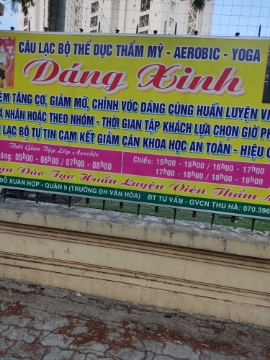 CÂU LẠC BỘ THỂ DỤC THẨM MỸ - AEROBIC - YOGA
Dáng Xinh
ỆM TĂNG CƠ, GIẢM MỠ, CHỈNH VÓC DÁNG CÙNG HUẤN LUYỆN VI
Á NHÂN HOẶC THEO NHÓM - THỜI GIAN TẬP KHÁCH LỰA CHỌN GIỜ P
LẠC BỘ TỰ TIN CAM KẾT GIẢM CÂN KHOA HỌC AN TOÀN - HIỆU
Thời Gian Tập Lớp Aerobic
áng: 05h00 - 06h00 / 07h00 - 08h00
Chiều: 15h00 - 16h00 / 16h00 - 17h00
17h00 - 18h00 / 18h00 - 19h00
Đào Tạo Huấn Luyện Viên Thẩm
ĐỖ XUÂN HỢP - QUẬN 9 (TRƯỜNG ĐH VĂN HÓA) ĐT TƯ VẤN - GVCN THU HÀ: 070.396